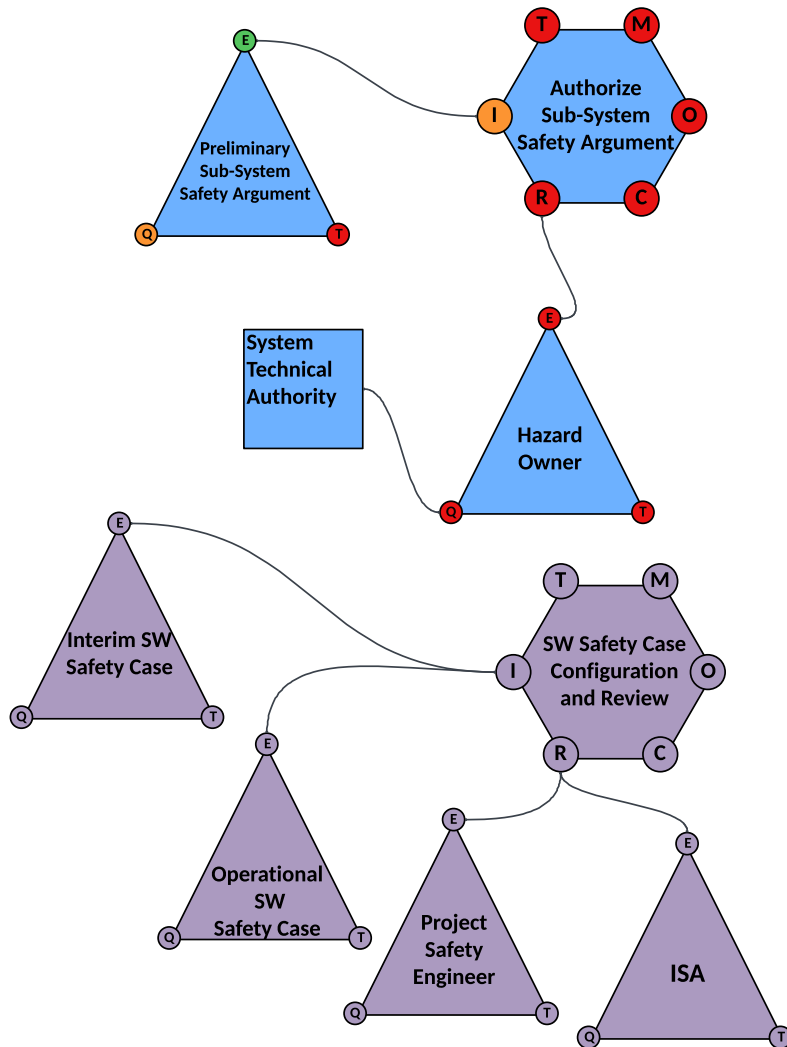 T
M
E
I
Authorize
Sub-System
Safety Argument
O
Preliminary
Sub-System
Safety Argument
R
C
Q
T
E
System
Technical
Authority
Hazard
Owner
Q
T
E
T
M
Interim SW
Safety Case
SW Safety Case
Configuration
and Review
I
O
Q
T
E
R
C
E
E
Operational
SW
Safety Case
Q
T
Project
Safety
Engineer
ISA
Q
T
Q
T